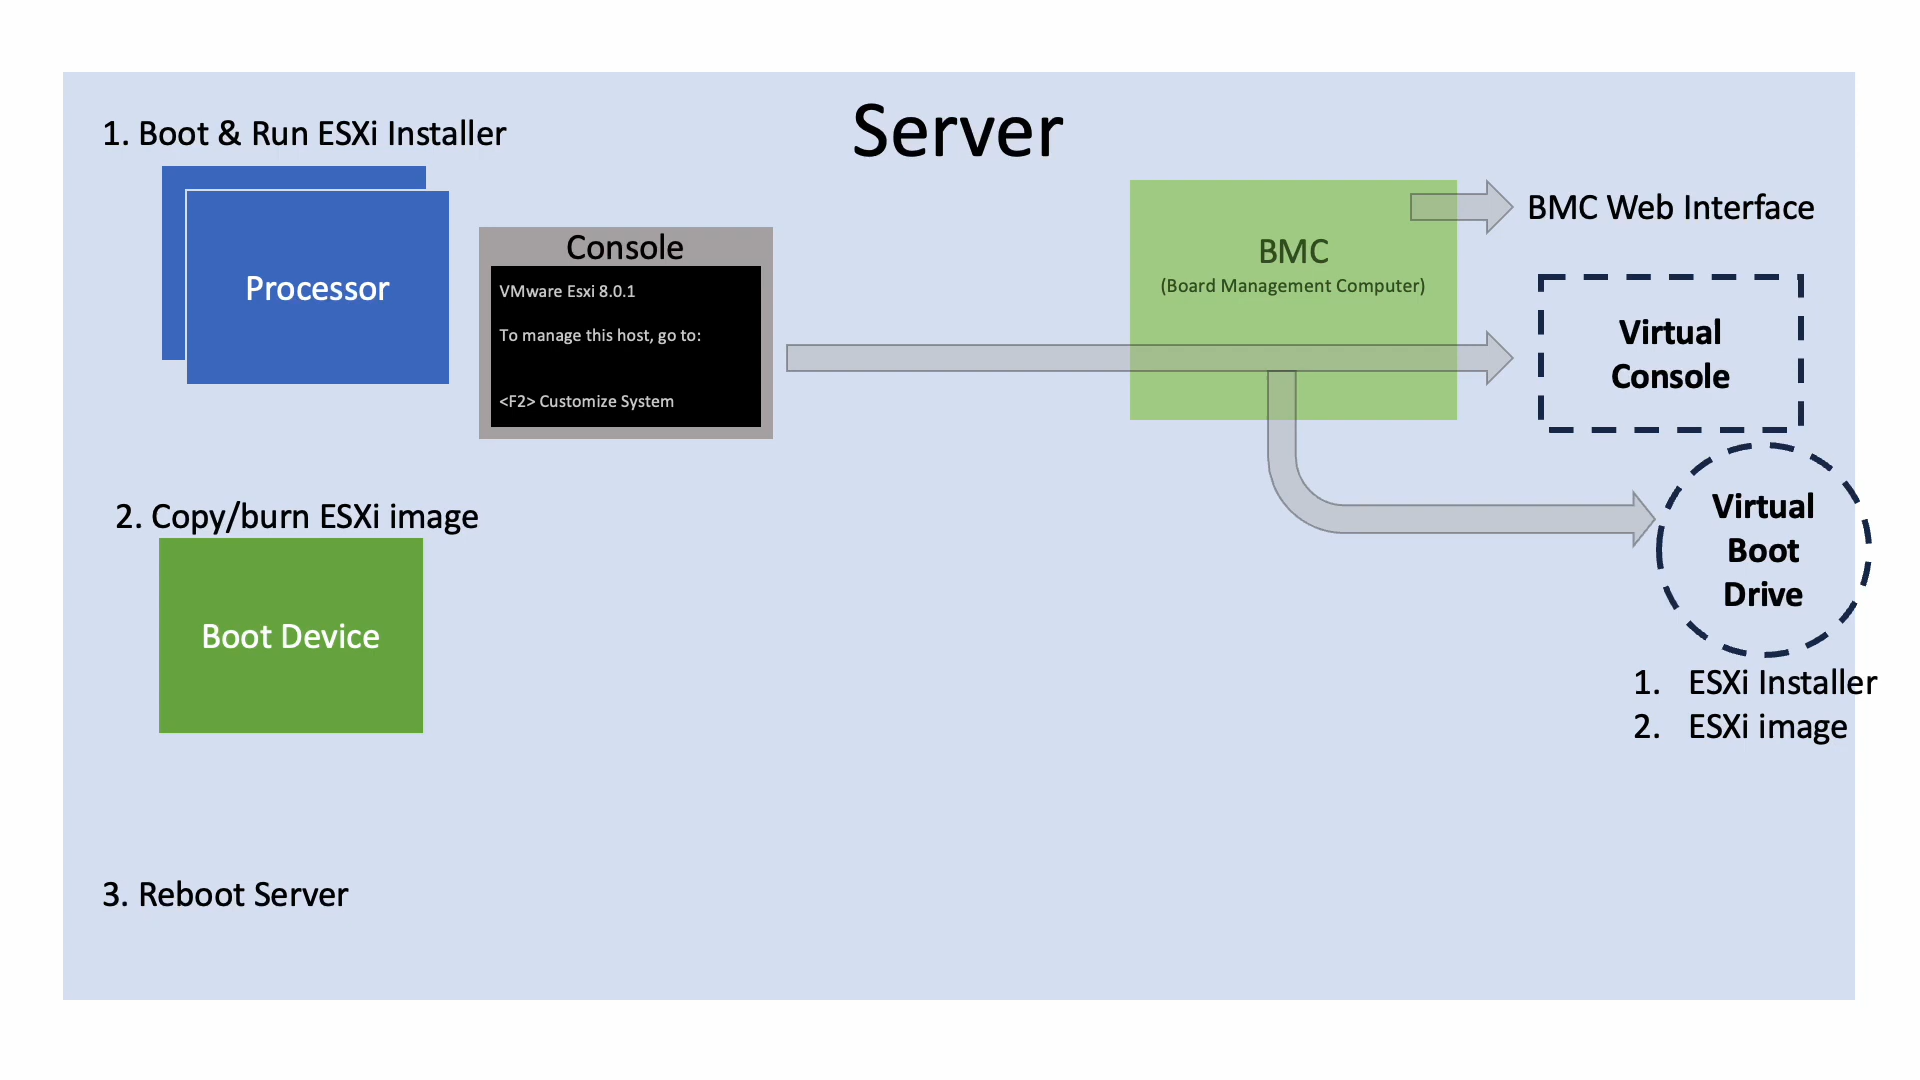 Server
1. Boot & Run ESXi Installer
Processor
Console
VMware Esxi 8.0.1
To manage this host, go to:
<F2> Customize System
BMC
(Board Management Computer)
BMC Web Interface
Virtual
Console
Virtual
Boot
Drive
1. ESXi Installer
2. ESXi image
2. Copy/burn ESXi image
Boot Device
3. Reboot Server